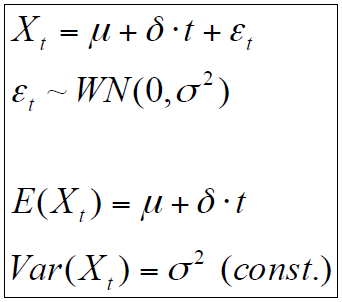 X_t = μ + δ·t + ε_t
ε_t ~ WN(0, σ²)
E(X_t) = μ + δ·t
Var(X_t) = σ² (const.)